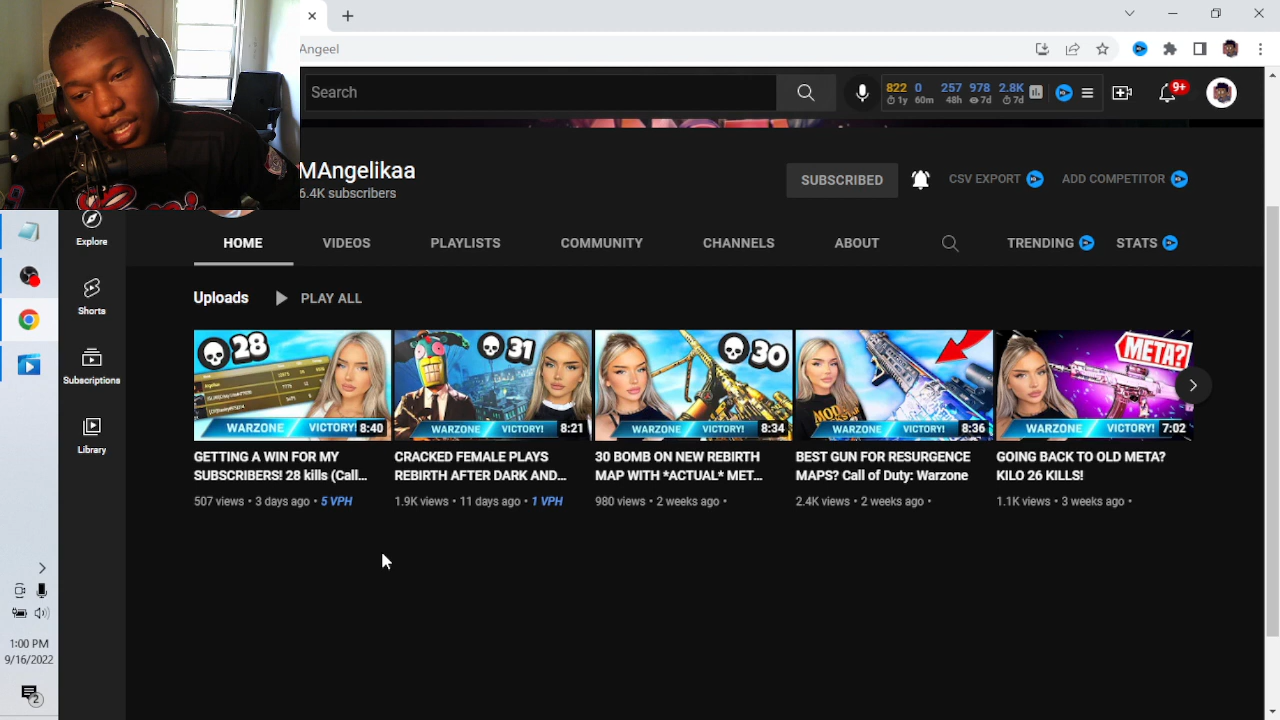 Angeel
Search
822 0 257 978 2.8K
1y 60m 48h 7d 7d
9+
MAngelikaa
6.4K subscribers
SUBSCRIBED
CSV EXPORT
ADD COMPETITOR
Explore
Shorts
Subscriptions
Library
HOME
VIDEOS
PLAYLISTS
COMMUNITY
CHANNELS
ABOUT
TRENDING
STATS
Uploads
PLAY ALL
28
WARZONE VICTORY! 8:40
GETTING A WIN FOR MY
SUBSCRIBERS! 28 kills (Call...
507 views • 3 days ago • 5 VPH
31
WARZONE VICTORY! 8:21
CRACKED FEMALE PLAYS
REBIRTH AFTER DARK AND...
1.9K views • 11 days ago • 1 VPH
30
WARZONE VICTORY! 8:34
30 BOMB ON NEW REBIRTH
MAP WITH *ACTUAL* MET...
980 views • 2 weeks ago •
WARZONE VICTORY! 8:36
BEST GUN FOR RESURGENCE
MAPS? Call of Duty: Warzone
2.4K views • 2 weeks ago •
META?
WARZONE VICTORY! 7:02
GOING BACK TO OLD META?
KILO 26 KILLS!
1.1K views • 3 weeks ago •
1:00 PM
9/16/2022
2